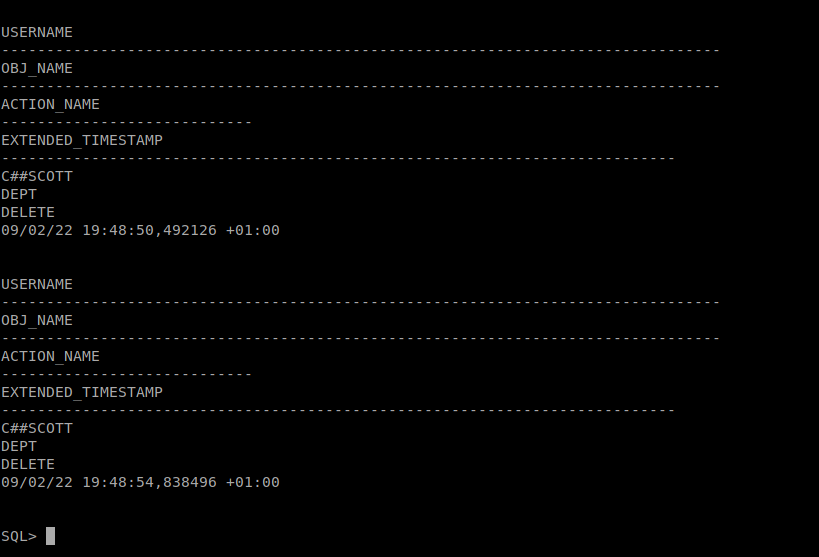 USERNAME
--------------------------------------------------------------------------------
OBJ_NAME
--------------------------------------------------------------------------------
ACTION_NAME
----------------------------
EXTENDED_TIMESTAMP
---------------------------------------------------------------------------
C##SCOTT
DEPT
DELETE
09/02/22 19:48:50,492126 +01:00
USERNAME
--------------------------------------------------------------------------------
OBJ_NAME
--------------------------------------------------------------------------------
ACTION_NAME
----------------------------
EXTENDED_TIMESTAMP
---------------------------------------------------------------------------
C##SCOTT
DEPT
DELETE
09/02/22 19:48:54,838496 +01:00
SQL>